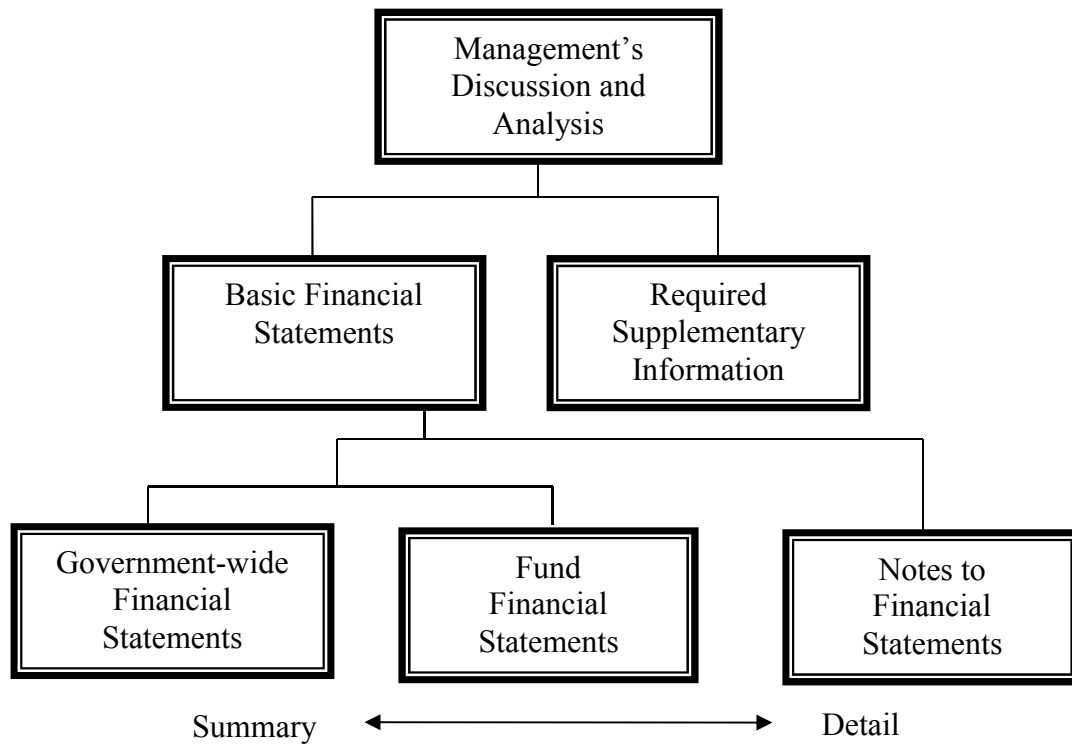 Management’s
Discussion and
Analysis
Basic Financial
Statements
Required
Supplementary
Information
Government-wide
Financial
Statements
Fund
Financial
Statements
Notes to
Financial
Statements
Summary
Detail